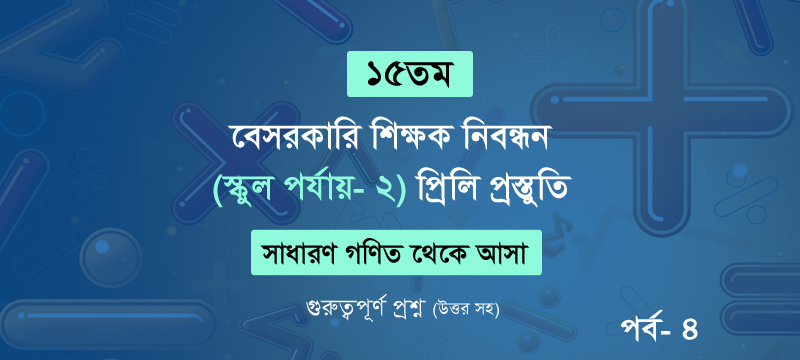 ১৫তম
বেসরকারি শিক্ষক নিবন্ধন
(স্কুল পর্যায়- ২) প্রিলি প্রস্তুতি
সাধারণ গণিত থেকে আসা
গুরুত্বপূর্ণ প্রশ্ন (উত্তর সহ)
পর্ব- ৪